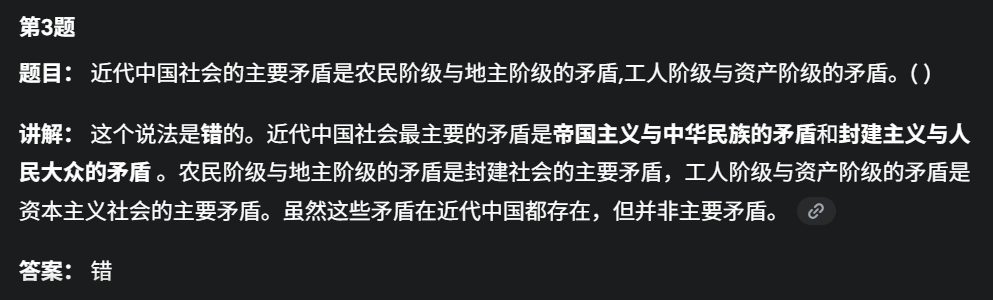 第3题
题目： 近代中国社会的主要矛盾是农民阶级与地主阶级的矛盾,工人阶级与资产阶级的矛盾。( )
讲解： 这个说法是错的。近代中国社会最主要的矛盾是帝国主义与中华民族的矛盾和封建主义与人
民大众的矛盾 。农民阶级与地主阶级的矛盾是封建社会的主要矛盾，工人阶级与资产阶级的矛盾是
资本主义社会的主要矛盾。虽然这些矛盾在近代中国都存在，但并非主要矛盾。
答案： 错